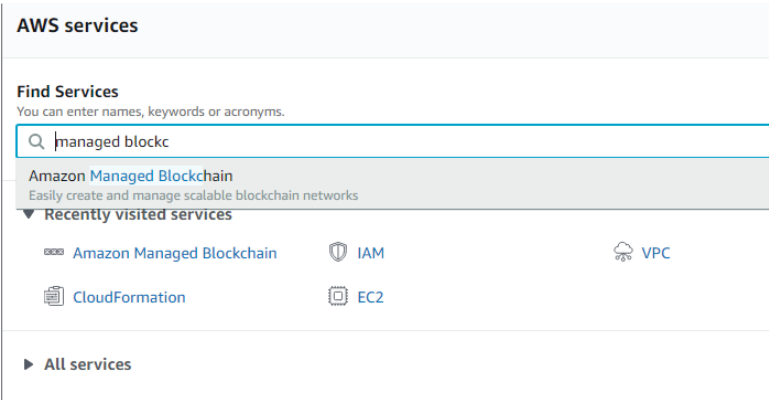 AWS services
Find Services
You can enter names, keywords or acronyms.
managed blockc
Amazon Managed Blockchain
Easily create and manage scalable blockchain networks
Recently visited services
Amazon Managed Blockchain IAM VPC
CloudFormation EC2
All services